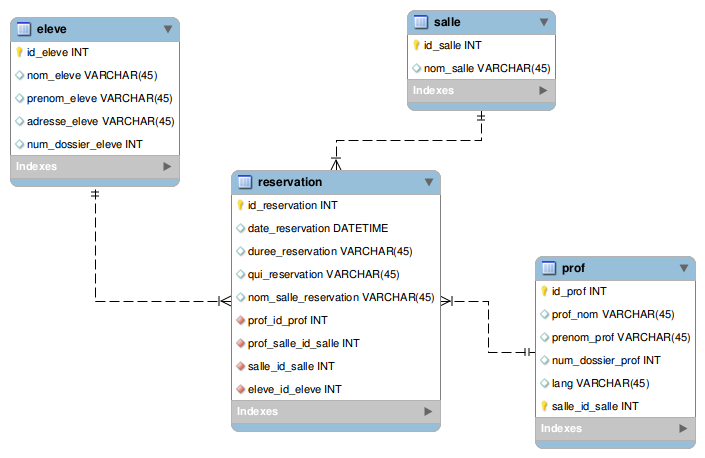 eleve
id_eleve INT
nom_eleve VARCHAR(45)
prenom_eleve VARCHAR(45)
adresse_eleve VARCHAR(45)
num_dossier_eleve INT
Indexes
salle
id_salle INT
nom_salle VARCHAR(45)
Indexes
reservation
id_reservation INT
date_reservation DATETIME
duree_reservation VARCHAR(45)
qui_reservation VARCHAR(45)
nom_salle_reservation VARCHAR(45)
prof_id_prof INT
prof_salle_id_salle INT
salle_id_salle INT
eleve_id_eleve INT
Indexes
prof
id_prof INT
prof_nom VARCHAR(45)
prenom_prof VARCHAR(45)
num_dossier_prof INT
lang VARCHAR(45)
salle_id_salle INT
Indexes